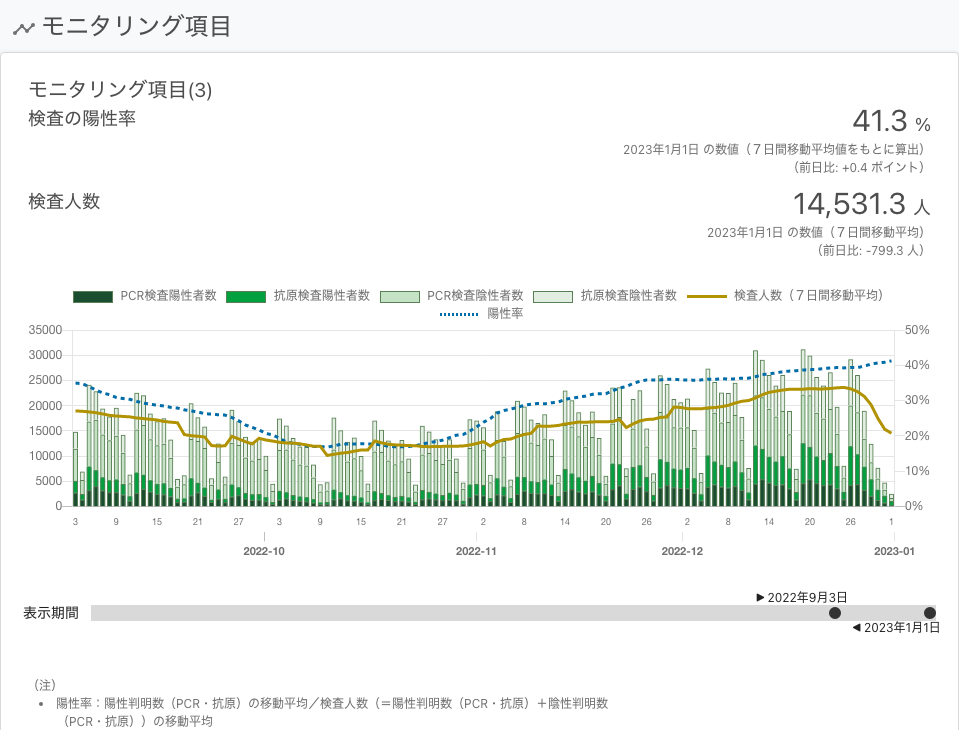 モニタリング項目
モニタリング項目(3)
検査の陽性率
41.3 %
2023年1月1日 の数値（７日間移動平均値をもとに算出）
（前日比: +0.4 ポイント）
検査人数
14,531.3 人
2023年1月1日 の数値（７日間移動平均）
（前日比: -799.3 人）
PCR検査陽性者数 抗原検査陽性者数 PCR検査陰性者数 抗原検査陰性者数 検査人数（７日間移動平均）
陽性率
35000 50%
30000 40%
25000
20000 30%
15000 20%
10000
5000 10%
0 0%
3 9 15 21 27 3 9 15 21 27 2 8 14 20 26 2 8 14 20 26 1
2022-10 2022-11 2022-12 2023-01
▶ 2022年9月3日
表示期間
◀ 2023年1月1日
（注）
• 陽性率：陽性判明数（PCR・抗原）の移動平均／検査人数（＝陽性判明数（PCR・抗原）＋陰性判明数
（PCR・抗原））の移動平均